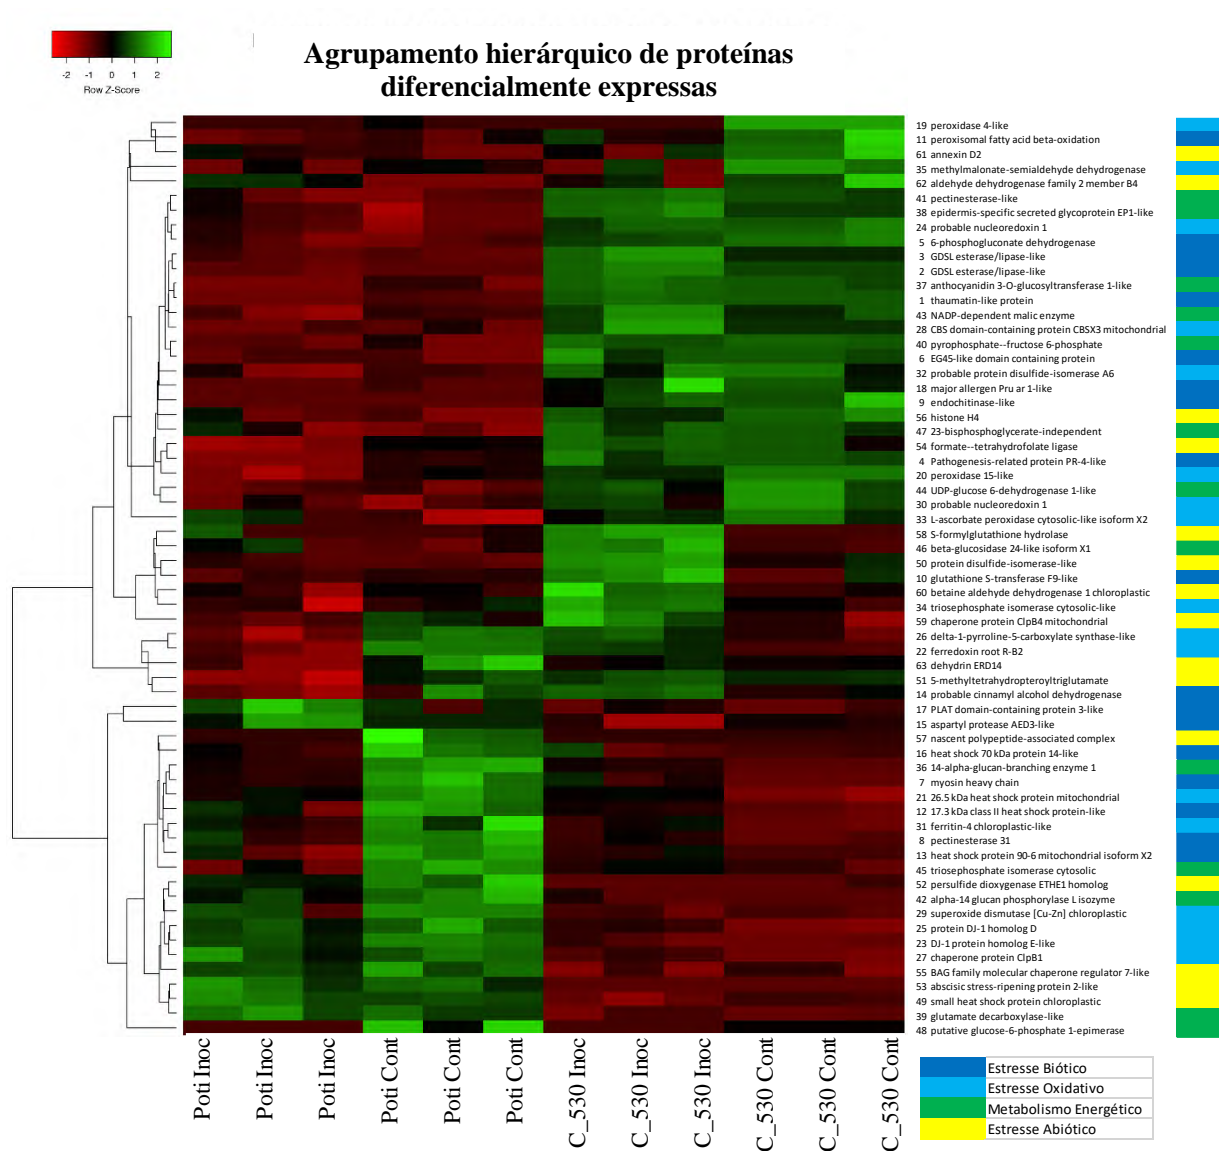 -2 -1 0 1 2
Row Z-Score
Agrupamento hierárquico de proteínas
diferencialmente expressas
19 peroxidase 4-like
11 peroxisomal fatty acid beta-oxidation
61 annexin D2
35 methylmalonate-semialdehyde dehydrogenase
62 aldehyde dehydrogenase family 2 member B4
41 pectinesterase-like
38 epidermis-specific secreted glycoprotein EP1-like
24 probable nucleoredoxin 1
5 6-phosphogluconate dehydrogenase
3 GDSL esterase/lipase-like
2 GDSL esterase/lipase-like
37 anthocyanidin 3-O-glucosyltransferase 1-like
1 thaumatin-like protein
43 NADP-dependent malic enzyme
28 CBS domain-containing protein CBSX3 mitochondrial
40 pyrophosphate--fructose 6-phosphate
6 EG45-like domain containing protein
32 probable protein disulfide-isomerase A6
18 major allergen Pru ar 1-like
9 endochitinase-like
56 histone H4
47 23-bisphosphoglycerate-independent
54 formate--tetrahydrofolate ligase
4 Pathogenesis-related protein PR-4-like
20 peroxidase 15-like
44 UDP-glucose 6-dehydrogenase 1-like
30 probable nucleoredoxin 1
33 L-ascorbate peroxidase cytosolic-like isoform X2
58 S-formylglutathione hydrolase
46 beta-glucosidase 24-like isoform X1
50 protein disulfide-isomerase-like
10 glutathione S-transferase F9-like
60 betaine aldehyde dehydrogenase 1 chloroplastic
34 triosephosphate isomerase cytosolic-like
59 chaperone protein ClpB4 mitochondrial
26 delta-1-pyrroline-5-carboxylate synthase-like
22 ferredoxin root R-B2
63 dehydrin ERD14
51 5-methyltetrahydropteroyltriglutamate
14 probable cinnamyl alcohol dehydrogenase
17 PLAT domain-containing protein 3-like
15 aspartyl protease AED3-like
57 nascent polypeptide-associated complex
16 heat shock 70 kDa protein 14-like
36 14-alpha-glucan-branching enzyme 1
7 myosin heavy chain
21 26.5 kDa heat shock protein mitochondrial
12 17.3 kDa class II heat shock protein-like
31 ferritin-4 chloroplastic-like
8 pectinesterase 31
13 heat shock protein 90-6 mitochondrial isoform X2
45 triosephosphate isomerase cytosolic
52 persulfide dioxygenase ETHE1 homolog
42 alpha-14 glucan phosphorylase L isozyme
29 superoxide dismutase [Cu-Zn] chloroplastic
25 protein DJ-1 homolog D
23 DJ-1 protein homolog E-like
27 chaperone protein ClpB1
55 BAG family molecular chaperone regulator 7-like
53 abscisic stress-ripening protein 2-like
49 small heat shock protein chloroplastic
39 glutamate decarboxylase-like
48 putative glucose-6-phosphate 1-epimerase
Poti Inoc
Poti Inoc
Poti Inoc
Poti Cont
Poti Cont
Poti Cont
C_530 Inoc
C_530 Inoc
C_530 Inoc
C_530 Cont
C_530 Cont
C_530 Cont
Estresse Biótico
Estresse Oxidativo
Metabolismo Energético
Estresse Abiótico